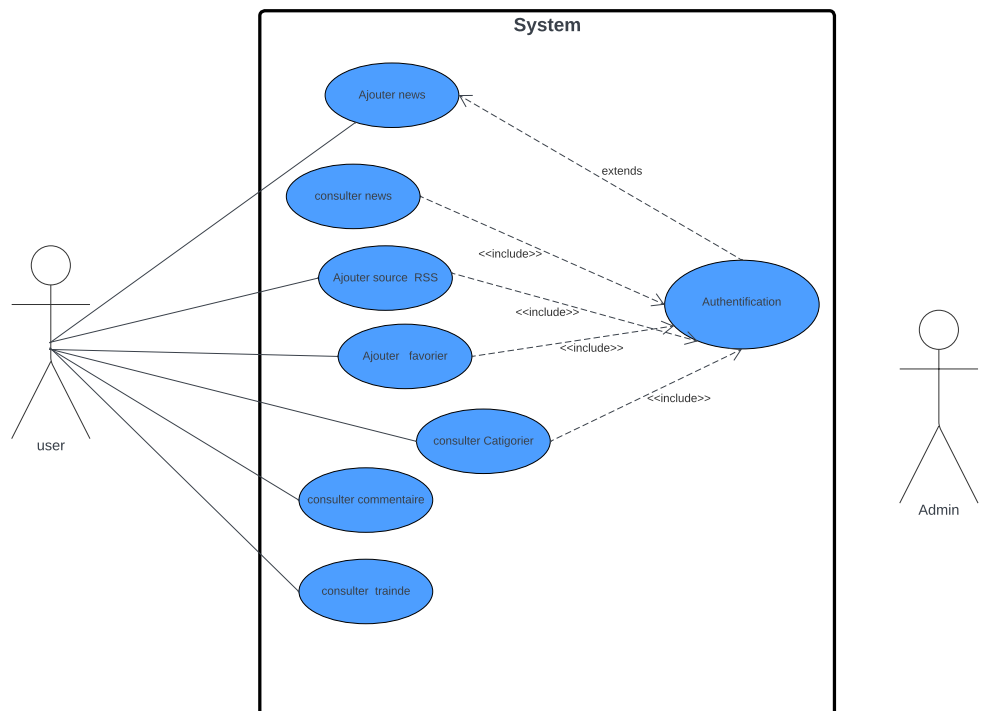 System
Ajouter news
extends
consulter news
<<include>>
Ajouter source RSS
<<include>>
Authentification
Ajouter favorier
<<include>>
<<include>>
consulter Catigorier
user
consulter commentaire
Admin
consulter trainde